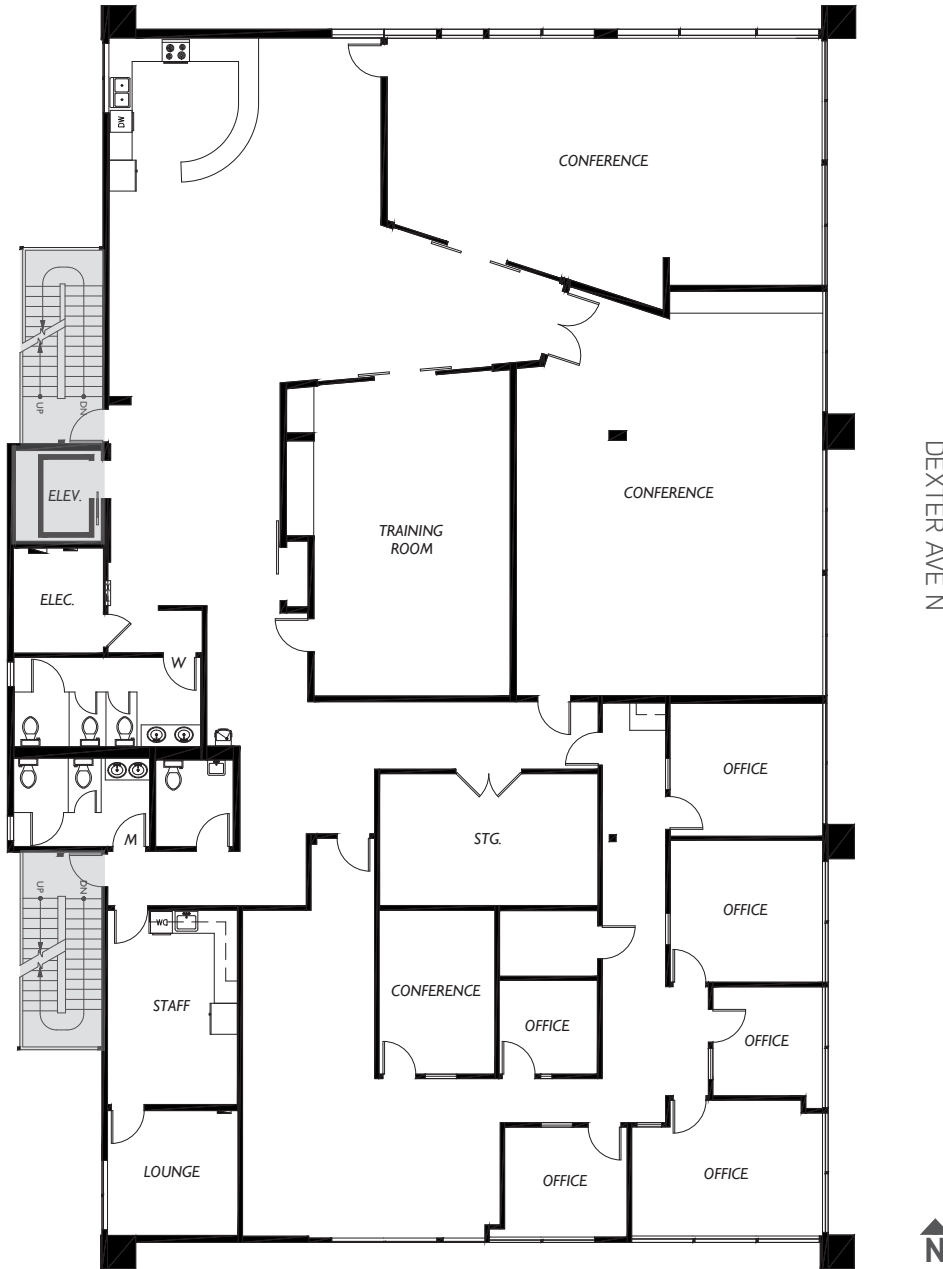 DW
CONFERENCE
UP
DN
ELEV.
CONFERENCE
TRAINING
ROOM
ELEC.
W
OFFICE
STG.
M
UP
DN
OFFICE
DW
CONFERENCE
STAFF
OFFICE
OFFICE
LOUNGE
OFFICE
OFFICE
DEXTER AVE N
N